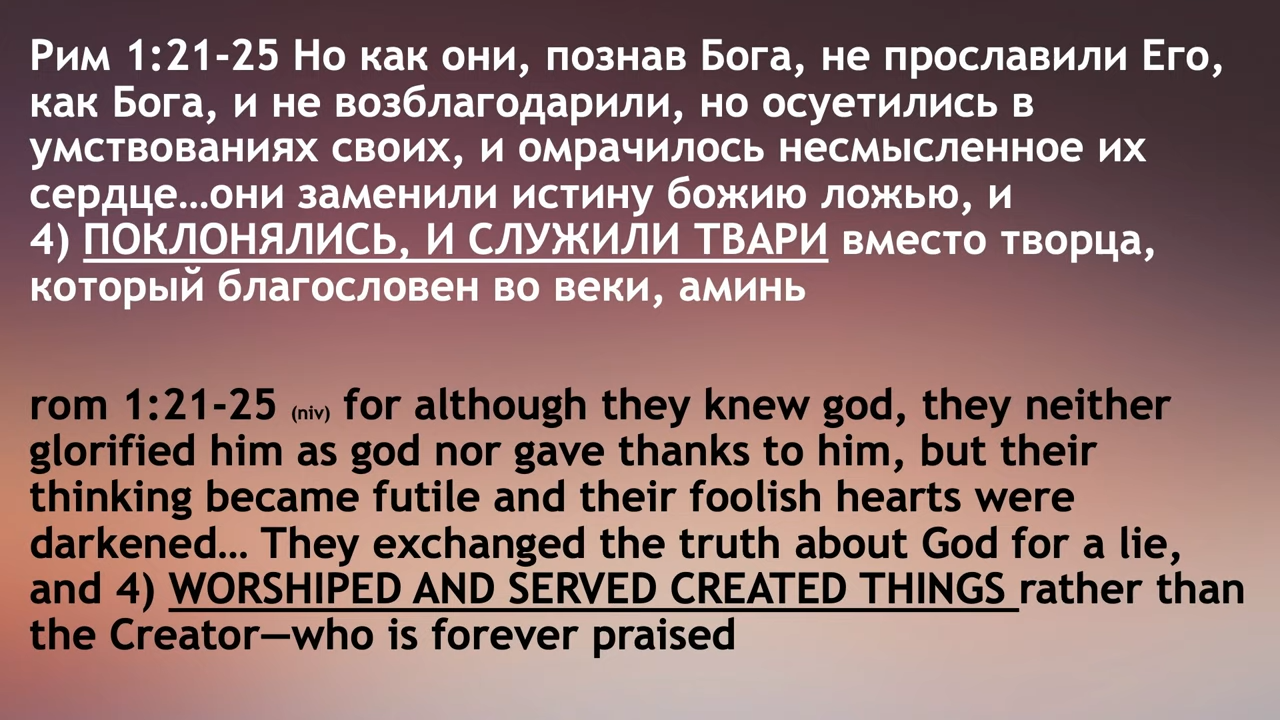 Рим 1:21-25 Но как они, познав Бога, не прославили Его,
как Бога, и не возблагодарили, но осуетились в
умствованиях своих, и омрачилось несмысленное их
сердце…они заменили истину божию ложью, и
4) ПОКЛОНЯЛИСЬ, И СЛУЖИЛИ ТВАРИ вместо творца,
который благословен во веки, аминь
rom 1:21-25 (niv) for although they knew god, they neither
glorified him as god nor gave thanks to him, but their
thinking became futile and their foolish hearts were
darkened… They exchanged the truth about God for a lie,
and 4) WORSHIPED AND SERVED CREATED THINGS rather than
the Creator—who is forever praised